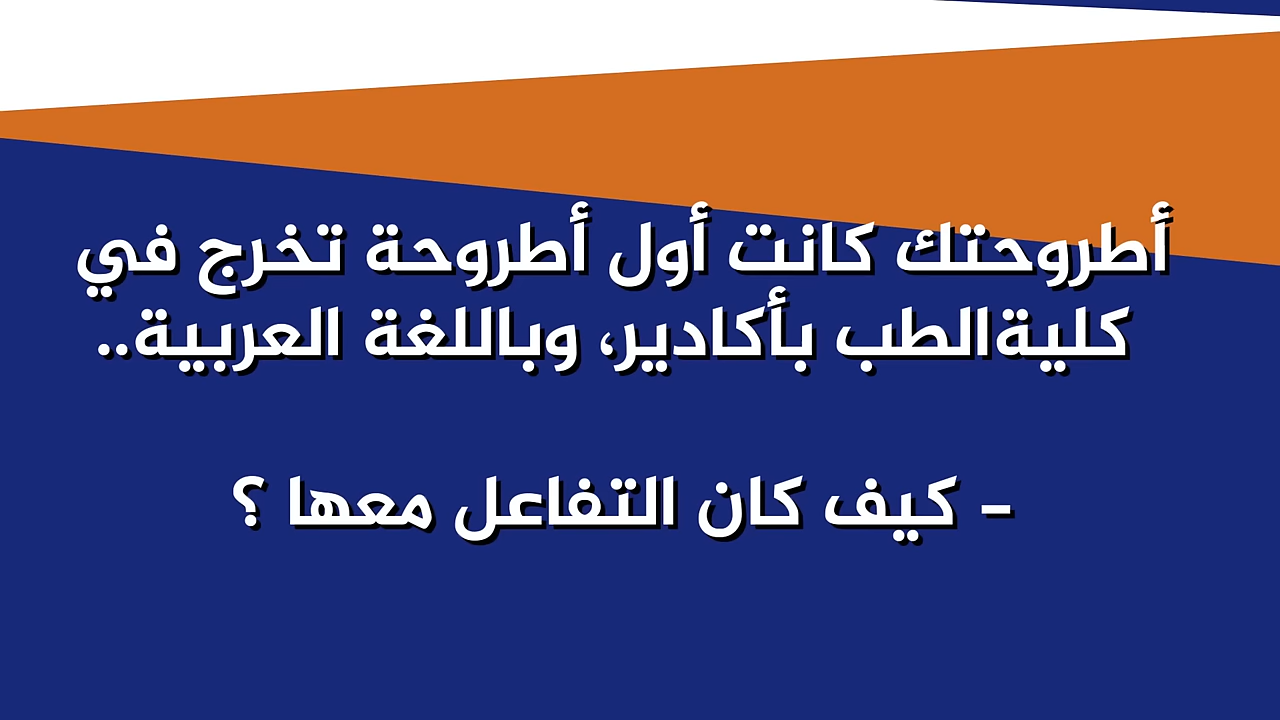 أطروحتك كانت أول أطروحة تخرج في
كليةالطب بأكادير، وباللغة العربية..
- كيف كان التفاعل معها ؟